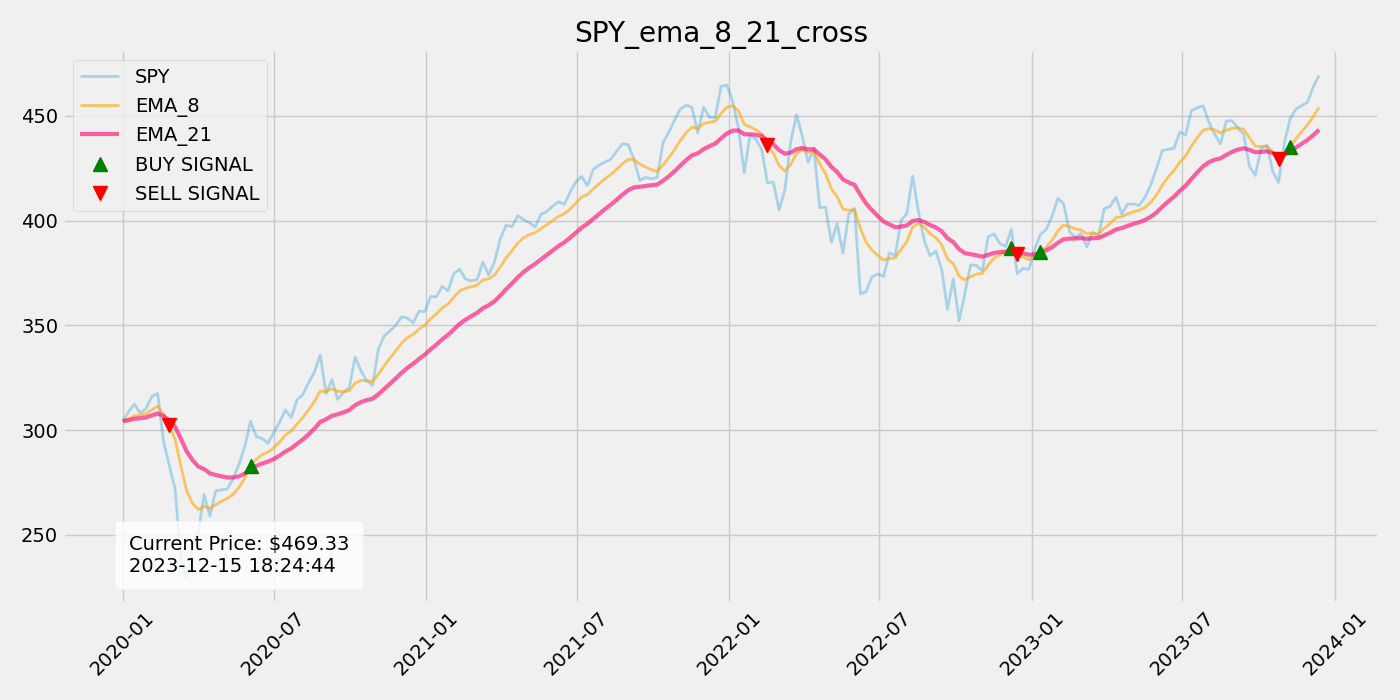 SPY_ema_8_21_cross
SPY
EMA_8
EMA_21
BUY SIGNAL
SELL SIGNAL
450
400
350
300
250
Current Price: $469.33
2023-12-15 18:24:44
2020-01
2020-07
2021-01
2021-07
2022-01
2022-07
2023-01
2023-07
2024-01